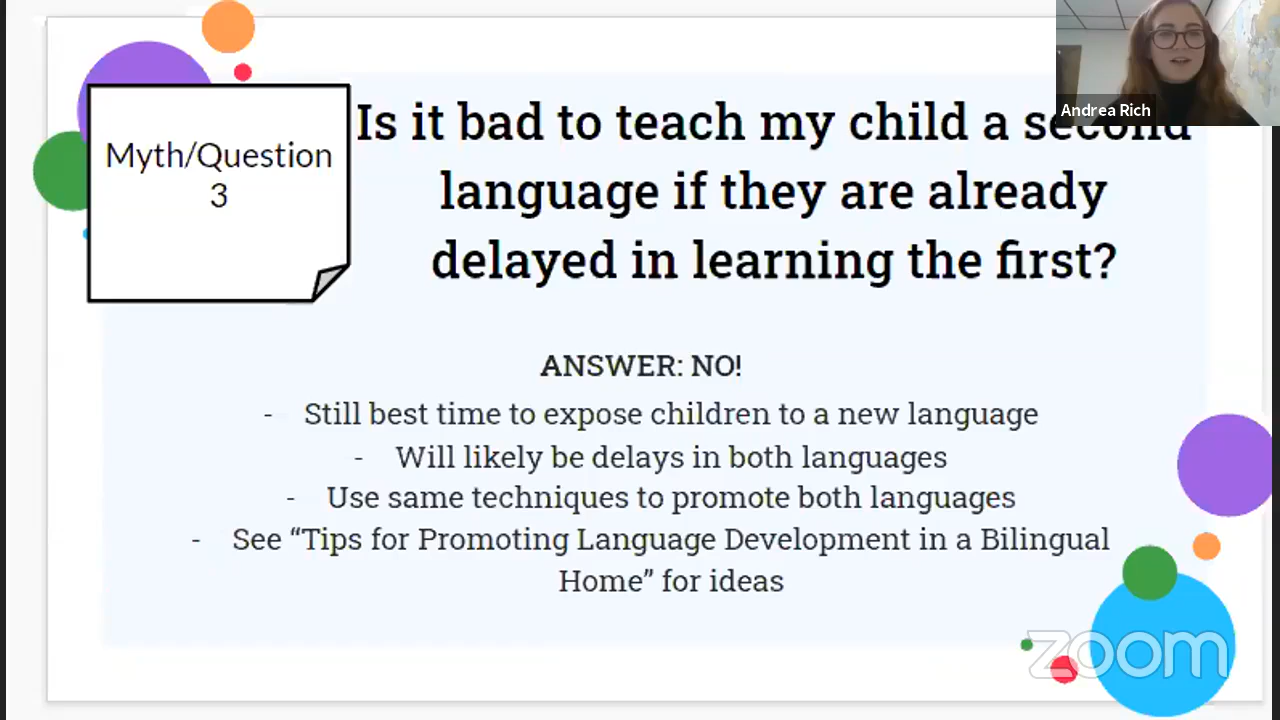 Myth/Question
3
Is it bad to teach my child a second
language if they are already
delayed in learning the first?
ANSWER: NO!
- Still best time to expose children to a new language
- Will likely be delays in both languages
- Use same techniques to promote both languages
- See “Tips for Promoting Language Development in a Bilingual
Home” for ideas
Andrea Rich
zoom